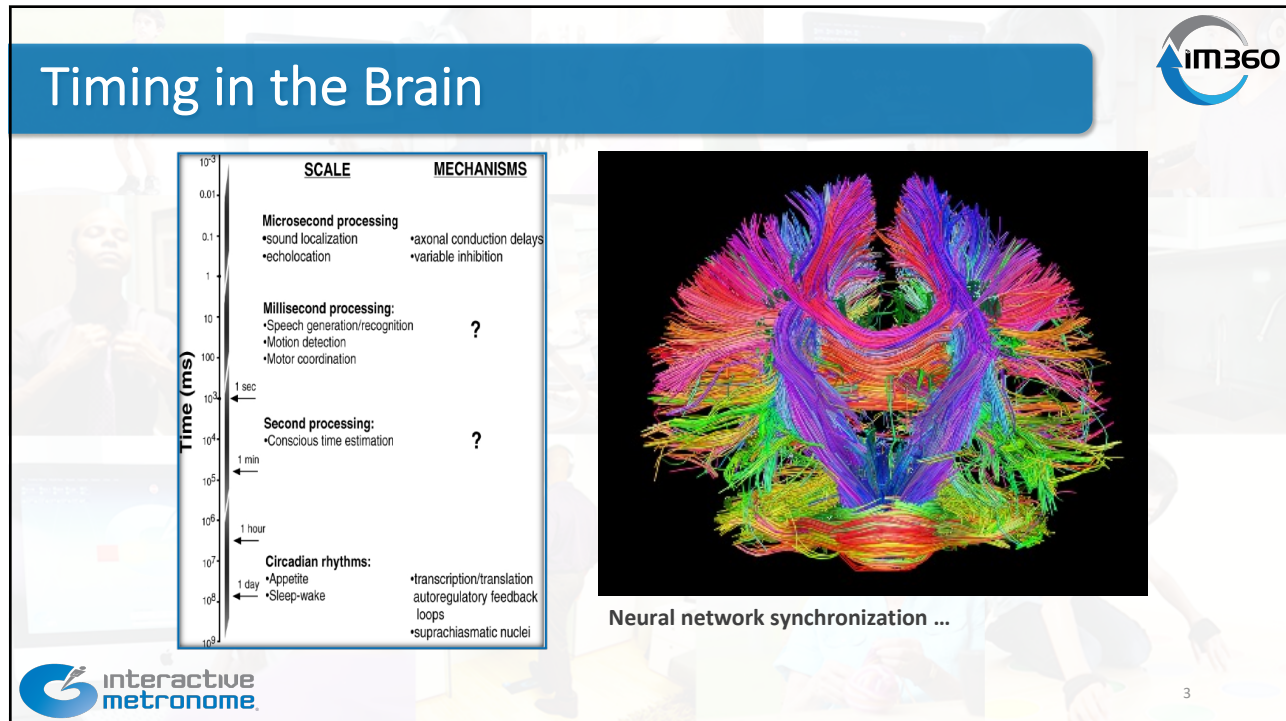 Timing in the Brain
ım360
SCALE
MECHANISMS
Time (ms)
10-3
0.01
0.1
1
10
100
103
104
105
106
107
108
109
1 sec
1 min
1 hour
1 day
Microsecond processing
•sound localization
•echolocation
•axonal conduction delays
•variable inhibition
Millisecond processing:
•Speech generation/recognition
•Motion detection
•Motor coordination
?
Second processing:
•Conscious time estimation
?
Circadian rhythms:
•Appetite
•Sleep-wake
•transcription/translation
autoregulatory feedback
loops
•suprachiasmatic nuclei
Neural network synchronization …
interactive
metronome®
3